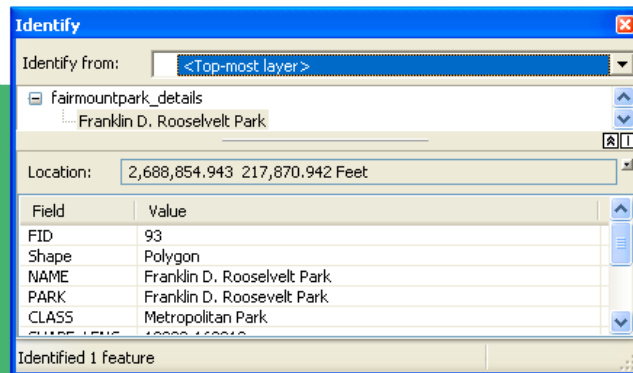 Identify
Identify from: <Top-most layer>
fairmountpark_details
Franklin D. Rooselvelt Park
Location: 2,688,854.943 217,870.942 Feet
Field Value
FID 93
Shape Polygon
NAME Franklin D. Rooselvelt Park
PARK Franklin D. Roosevelt Park
CLASS Metropolitan Park
Identified 1 feature